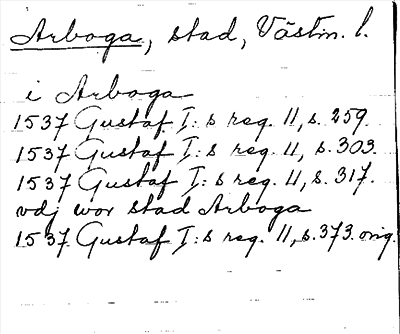 Arboga, stad, Västm. l.
i Arboga
1537 Gustaf I:s reg. 11, s. 259.
1537 Gustaf I:s reg. 11, s. 303.
1537 Gustaf I:s reg. 11, s. 317.
vdj wor stad Arboga
1537 Gustaf I:s reg. 11, s. 373. orig.